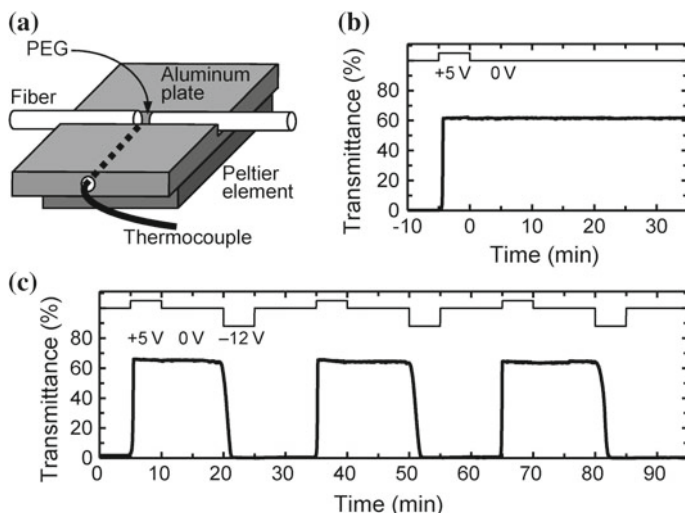 (a)
PEG
Aluminum
plate
Fiber
Peltier
element
Thermocouple
(b)
Transmittance (%)
80
60
40
20
0
+5 V 0 V
-10 0 10 20 30
Time (min)
(c)
Transmittance (%)
80
60
40
20
0
+5 V 0 V –12 V
0 10 20 30 40 50 60 70 80 90
Time (min)